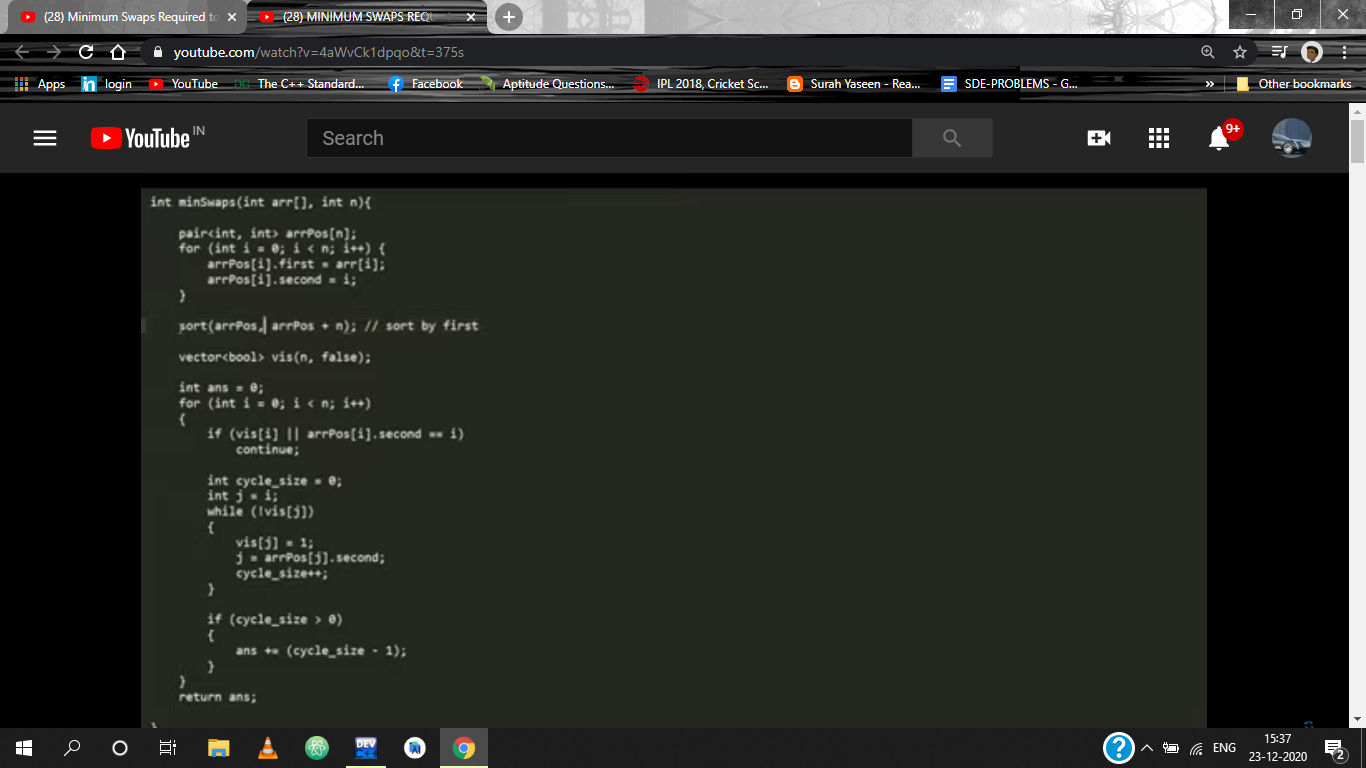 (28) Minimum Swaps Required to
(28) MINIMUM SWAPS REQU
youtube.com/watch?v=4aWvCk1dpqo&t=375s
Apps
login
YouTube
The C++ Standard...
Facebook
Aptitude Questions...
IPL 2018, Cricket Sc...
Surah Yaseen - Rea...
SDE-PROBLEMS - G...
»
Other bookmarks
YouTube IN
Search
9+
int minSwaps(int arr[], int n){
pair<int, int> arrPos[n];
for (int i = 0; i < n; i++) {
arrPos[i].first = arr[i];
arrPos[i].second = i;
}
sort(arrPos, arrPos + n); // sort by first
vector<bool> vis(n, false);
int ans = 0;
for (int i = 0; i < n; i++)
{
if (vis[i] || arrPos[i].second == i)
continue;
int cycle_size = 0;
int j = i;
while (!vis[j])
{
vis[j] = 1;
j = arrPos[j].second;
cycle_size++;
}
if (cycle_size > 0)
{
ans += (cycle_size - 1);
}
}
return ans;
DEV
ENG
15:37
23-12-2020
2